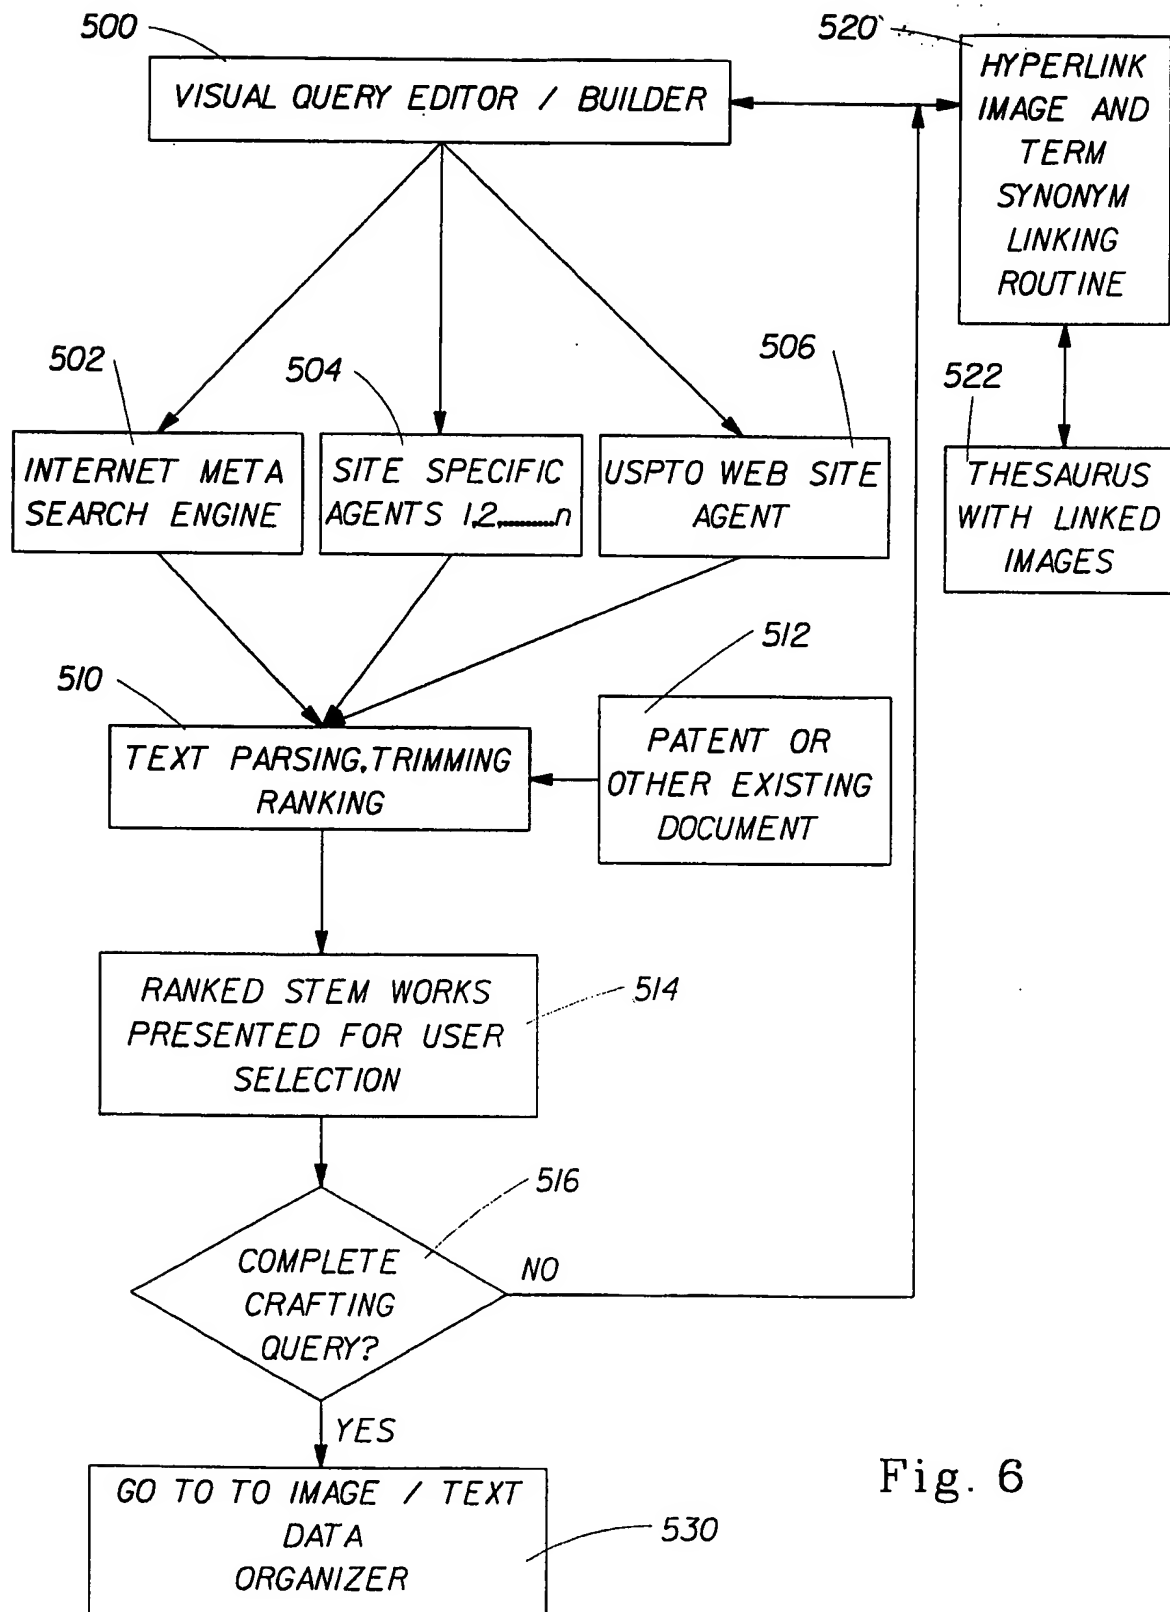 500
VISUAL QUERY EDITOR / BUILDER
520
HYPERLINK
IMAGE AND
TERM
SYNONYM
LINKING
ROUTINE
502
INTERNET META
SEARCH ENGINE
504
SITE SPECIFIC
AGENTS 1,2,..........n
506
USPTO WEB SITE
AGENT
522
THESAURUS
WITH LINKED
IMAGES
510
TEXT PARSING,TRIMMING
RANKING
512
PATENT OR
OTHER EXISTING
DOCUMENT
RANKED STEM WORKS
PRESENTED FOR USER
SELECTION
514
516
COMPLETE
CRAFTING
QUERY?
NO
YES
GO TO TO IMAGE / TEXT
DATA
ORGANIZER
530
Fig. 6